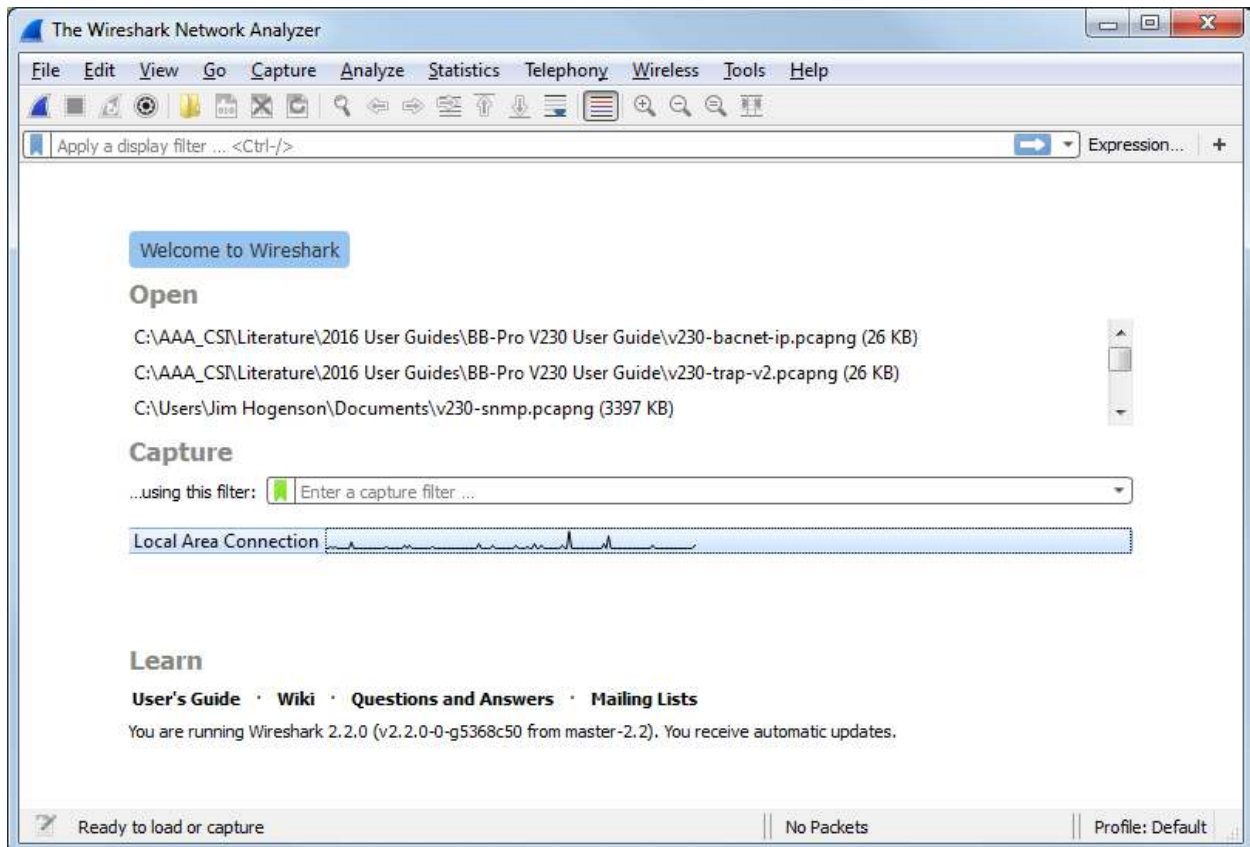 The Wireshark Network Analyzer
File Edit View Go Capture Analyze Statistics Telephony Wireless Tools Help
Apply a display filter ... <Ctrl-/> Expression... +
Welcome to Wireshark
Open
C:\AAA_CSI\Literature\2016 User Guides\BB-Pro V230 User Guide\v230-bacnet-ip.pcapng (26 KB)
C:\AAA_CSI\Literature\2016 User Guides\BB-Pro V230 User Guide\v230-trap-v2.pcapng (26 KB)
C:\Users\Jim Hogenson\Documents\v230-snmp.pcapng (3397 KB)
Capture
...using this filter: Enter a capture filter ...
Local Area Connection
Learn
User's Guide · Wiki · Questions and Answers · Mailing Lists
You are running Wireshark 2.2.0 (v2.2.0-0-g5368c50 from master-2.2). You receive automatic updates.
Ready to load or capture No Packets Profile: Default